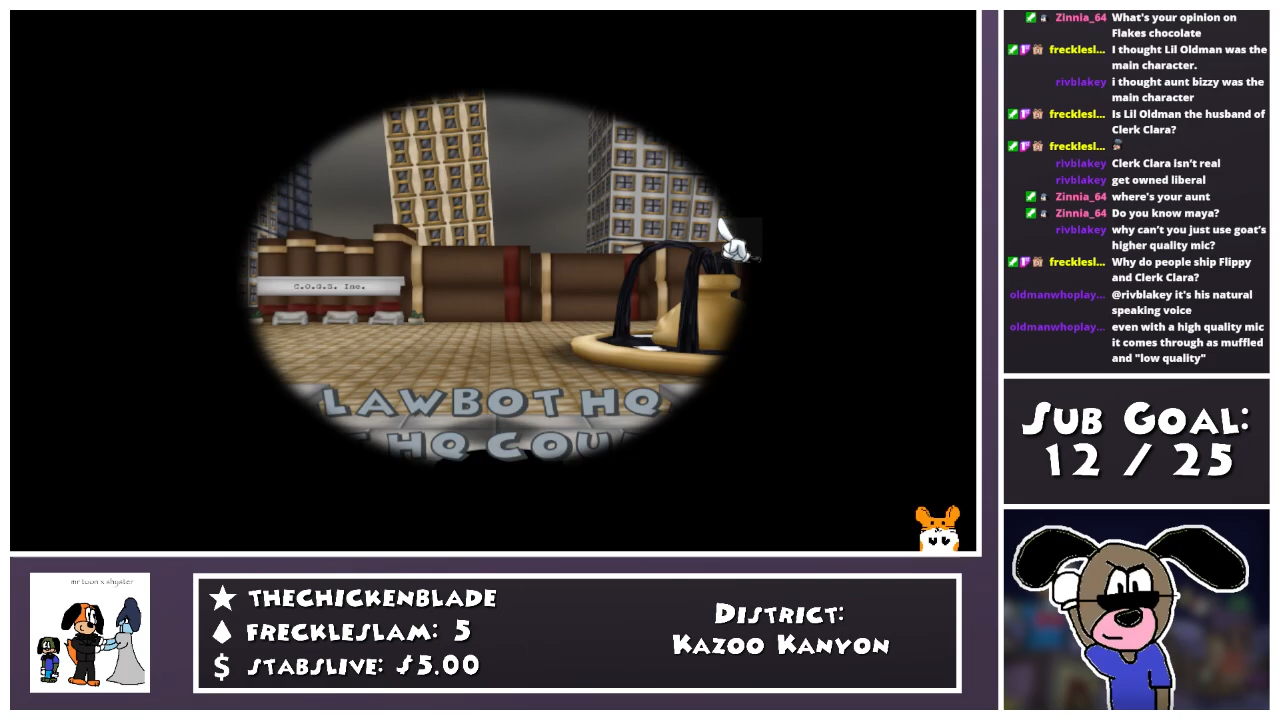 C.O.G.S. Inc.
LAWBOT HQ
HQ COU
Zinnia_64 What's your opinion on
Flakes chocolate
frecklesl... I thought Lil Oldman was the
main character.
rivblakey i thought aunt bizzy was the
main character
frecklesl... Is Lil Oldman the husband of
Clerk Clara?
frecklesl...
rivblakey Clerk Clara isn't real
rivblakey get owned liberal
Zinnia_64 where's your aunt
Zinnia_64 Do you know maya?
rivblakey why can't you just use goat's
higher quality mic?
frecklesl... Why do people ship Flippy
and Clerk Clara?
oldmanwhoplay... @rivblakey it's his natural
speaking voice
oldmanwhoplay... even with a high quality mic
it comes through as muffled
and "low quality"
Sub Goal:
12 / 25
mr toon x shyster
THECHICKENBLADE
FRECKLESLAM: 5
STABSLIVE: $5.00
District:
Kazoo Kanyon